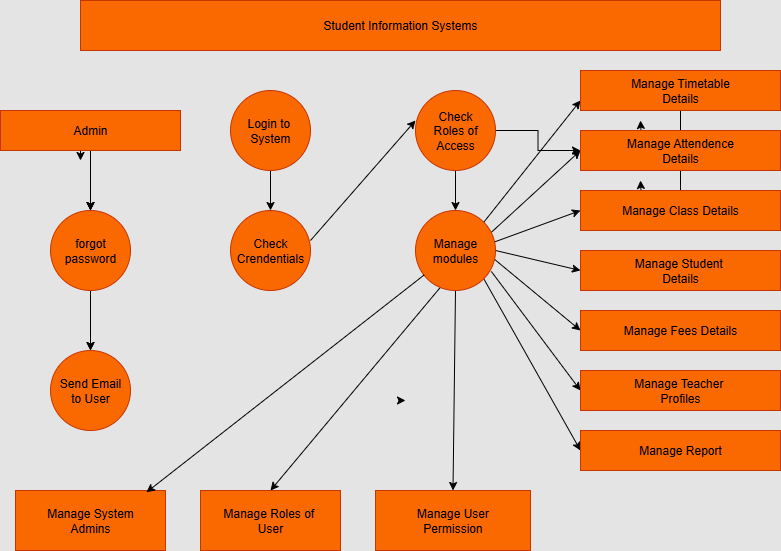 Student Information Systems
Admin
Login to
System
Check
Roles of
Access
Manage Timetable
Details
Manage Attendence
Details
Manage Class Details
forgot
password
Check
Crendentials
Manage
modules
Manage Student
Details
Manage Fees Details
Send Email
to User
Manage Teacher
Profiles
Manage Report
Manage System
Admins
Manage Roles of
User
Manage User
Permission